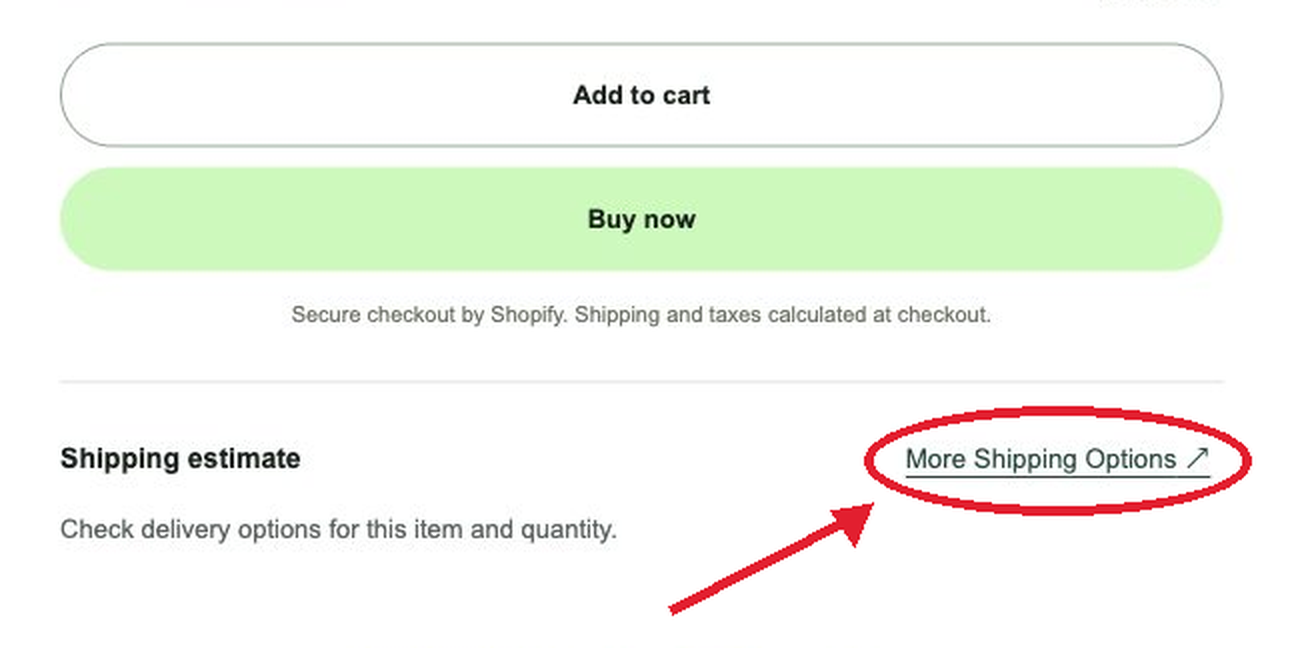 Add to cart
Buy now
Secure checkout by Shopify. Shipping and taxes calculated at checkout.
Shipping estimate
More Shipping Options ↗
Check delivery options for this item and quantity.